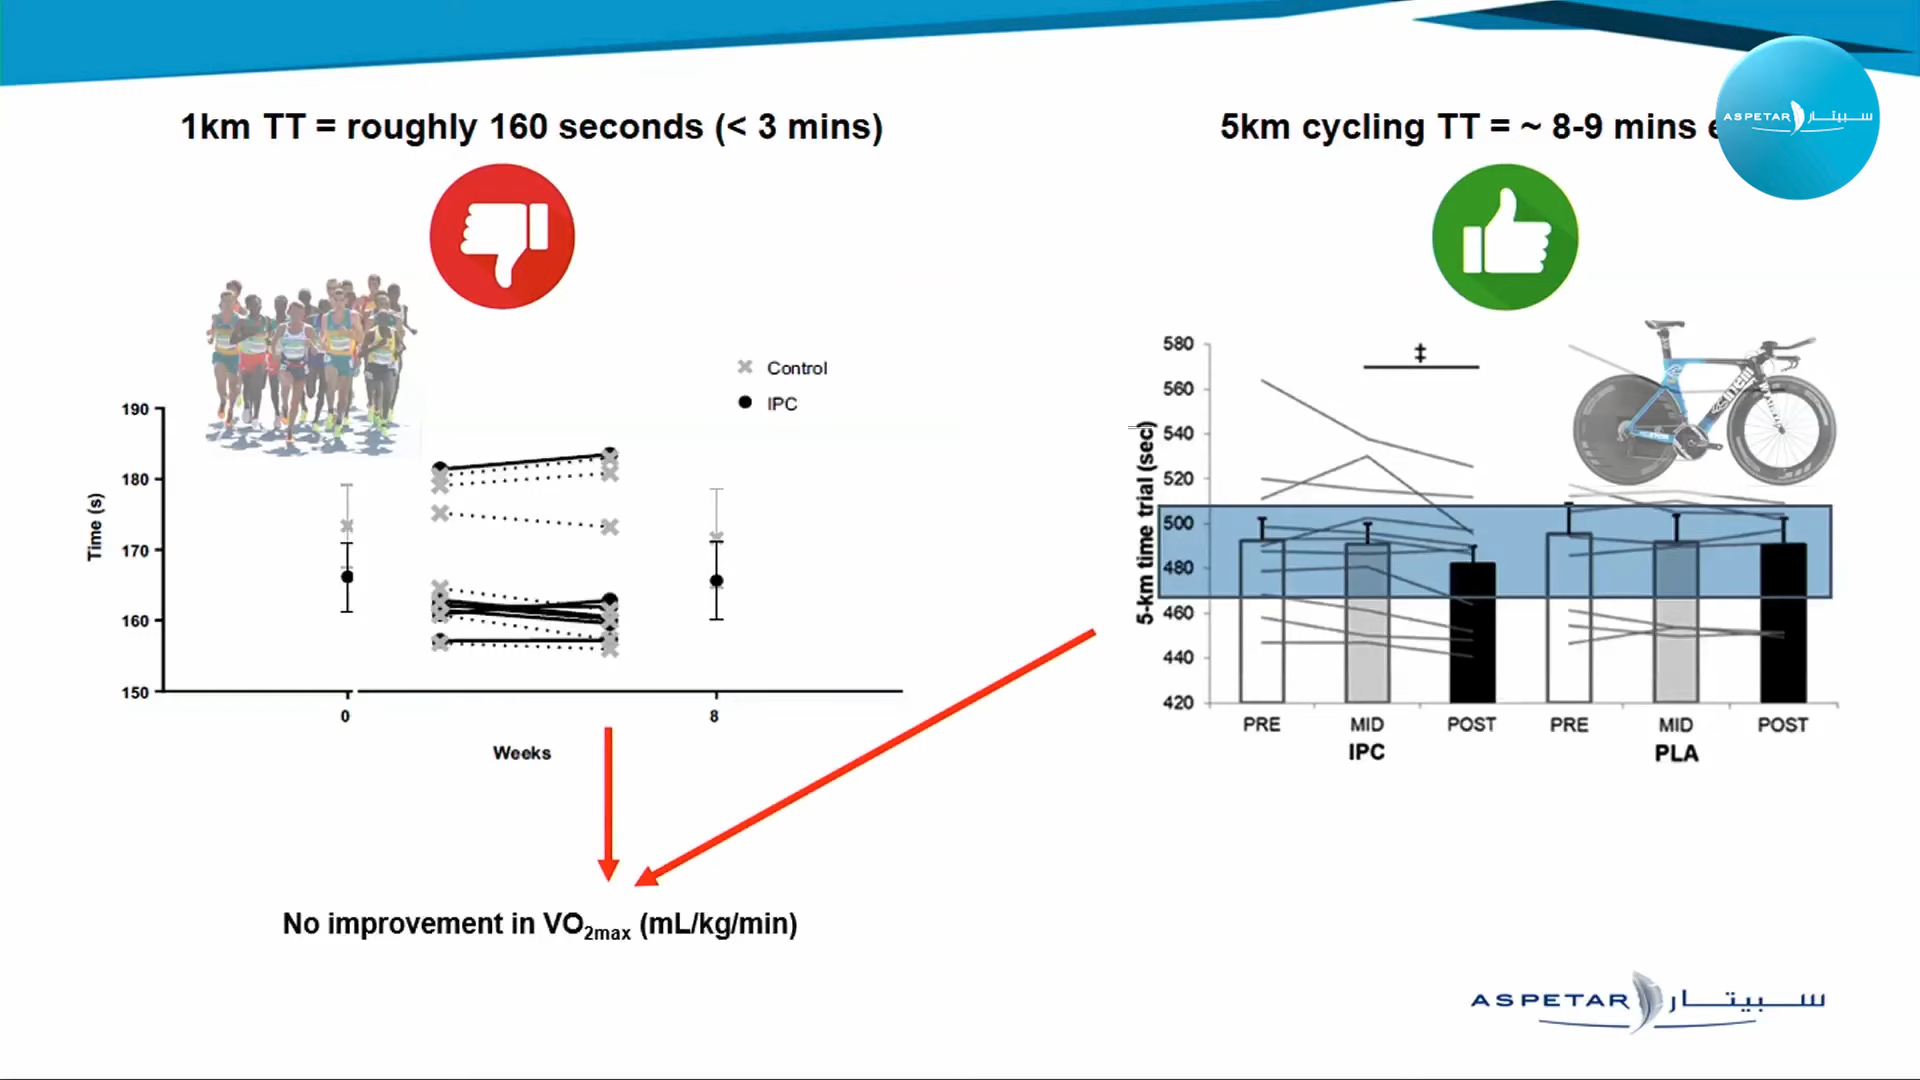 1km TT = roughly 160 seconds (< 3 mins)
5km cycling TT = ~ 8-9 mins
ASPETAR سبيتار
Control
IPC
190
180
170
160
150
Time (s)
0
8
Weeks
580
560
540
520
500
480
460
440
420
5-km time trial (sec)
‡
cinelli
PRE
MID
POST
PRE
MID
POST
IPC
PLA
No improvement in VO2max (mL/kg/min)
ASPETAR سبيتار